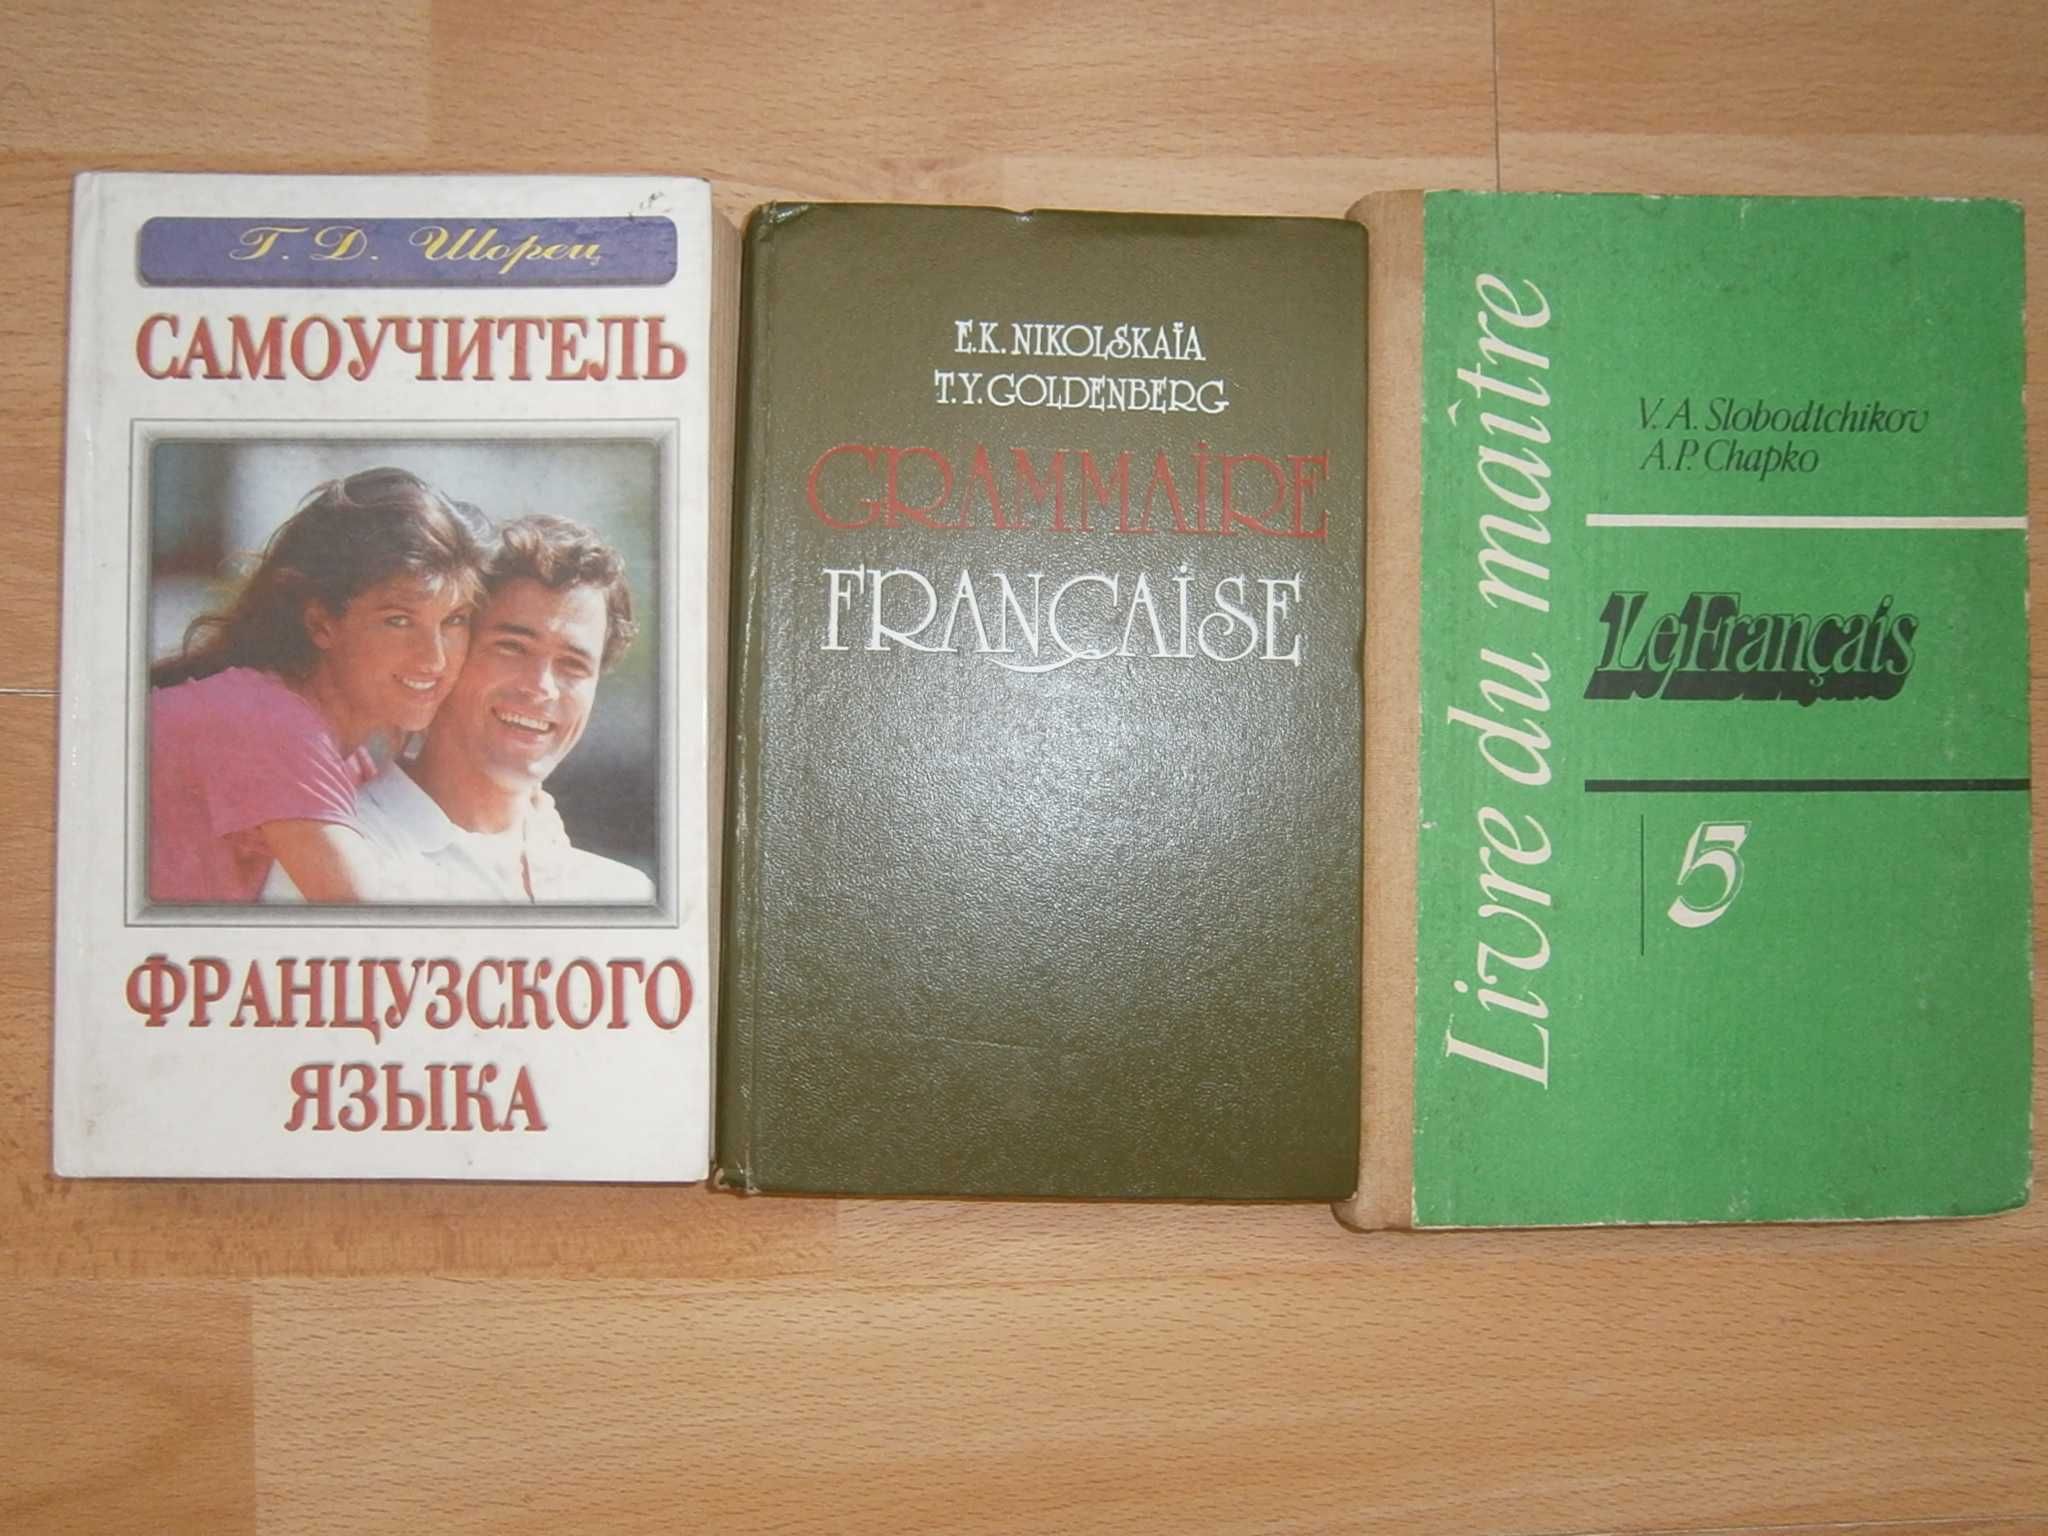 Г. Д. Шорец
САМОУЧИТЕЛЬ
ФРАНЦУЗСКОГО
ЯЗЫКА
E.K. NIKOLSKAÏA
T.Y. GOLDENBERG
GRAMMAIRE
FRANÇAISE
Livre du maître
V. A. Slobodtchikov
A. P. Chapko
Le Français
5